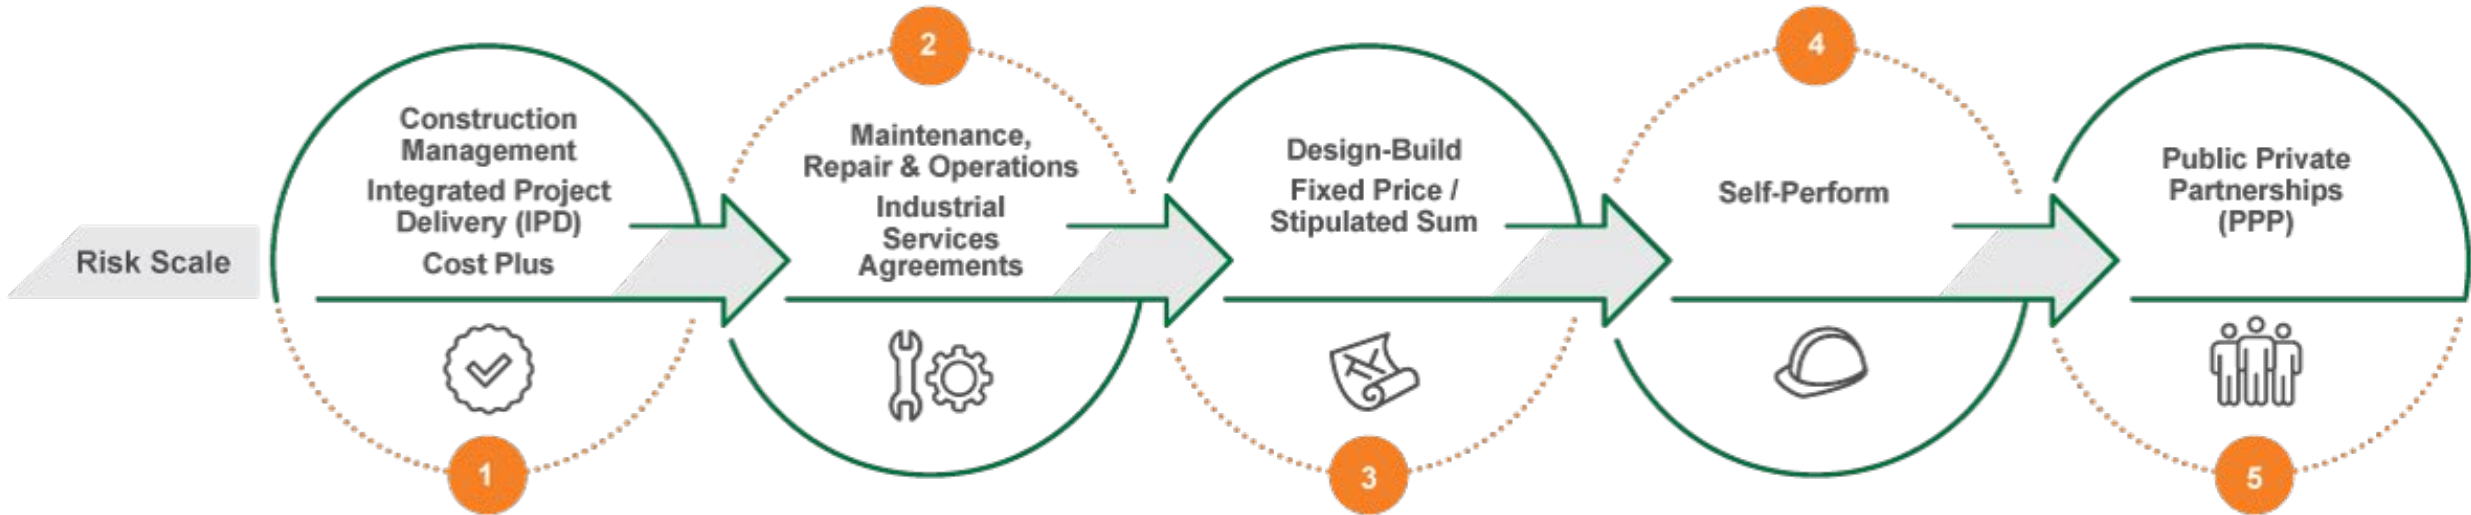 Risk Scale
Construction
Management
Integrated Project
Delivery (IPD)
Cost Plus
1
2
Maintenance,
Repair & Operations
Industrial
Services
Agreements
Design-Build
Fixed Price /
Stipulated Sum
3
4
Self-Perform
Public Private
Partnerships
(PPP)
5